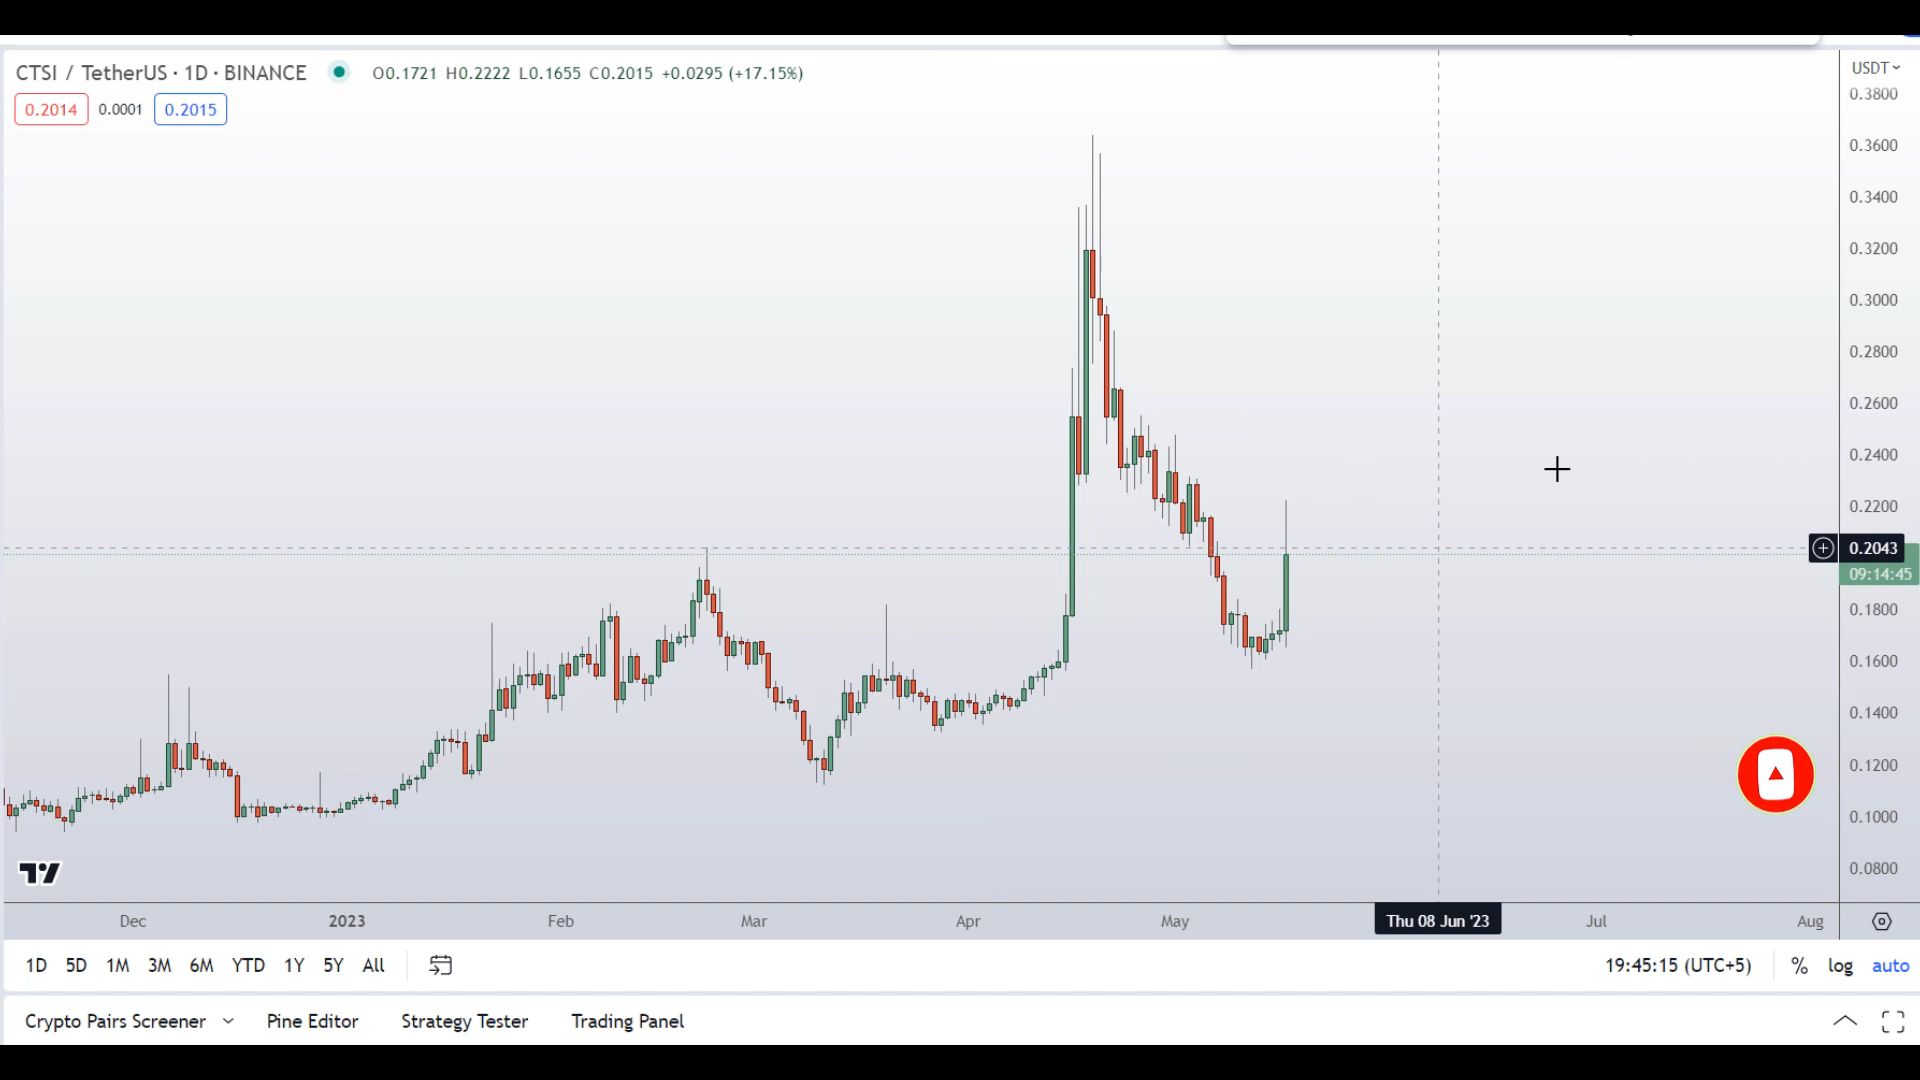 CTSI / TetherUS · 1D · BINANCE O0.1721 H0.2222 L0.1655 C0.2015 +0.0295 (+17.15%)
0.2014 0.0001 0.2015
USDT
0.3800
0.3600
0.3400
0.3200
0.3000
0.2800
0.2600
0.2400
0.2200
0.2043
09:14:45
0.1800
0.1600
0.1400
0.1200
0.1000
0.0800
Dec 2023 Feb Mar Apr May Thu 08 Jun '23 Jul Aug
1D 5D 1M 3M 6M YTD 1Y 5Y All 19:45:15 (UTC+5) % log auto
Crypto Pairs Screener Pine Editor Strategy Tester Trading Panel